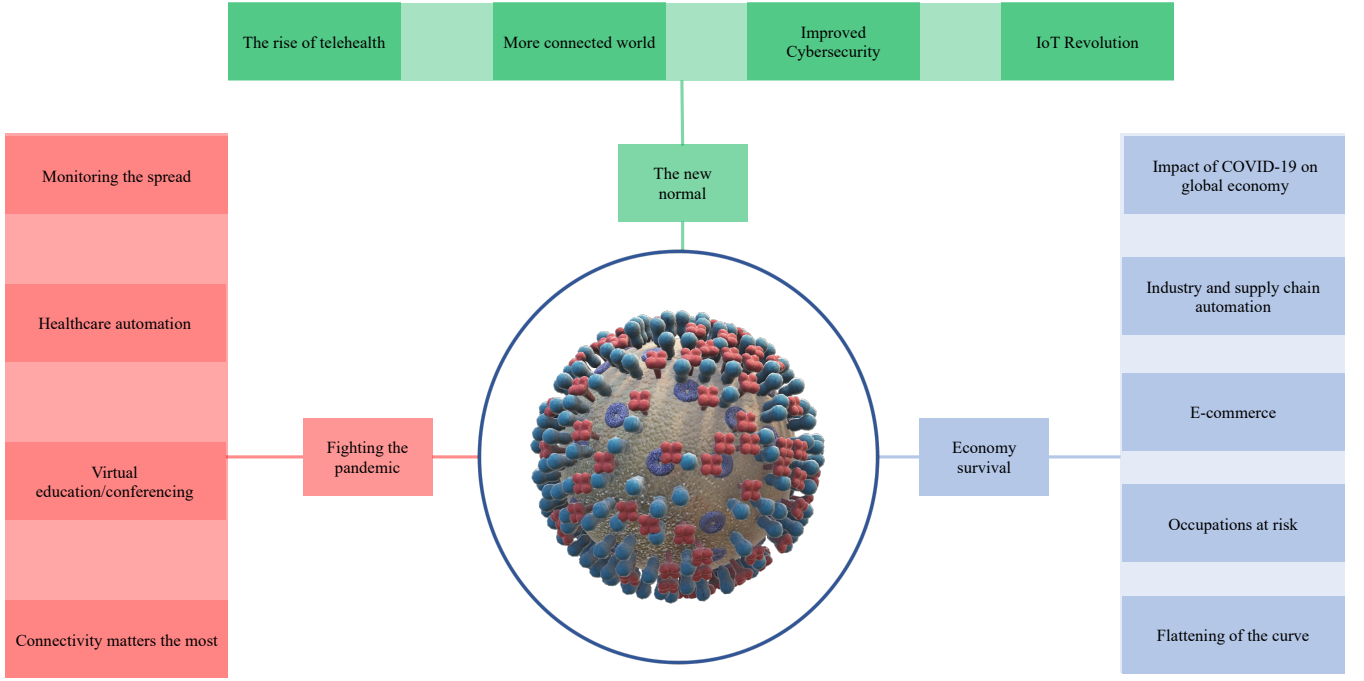 The rise of telehealth
More connected world
Improved
Cybersecurity
IoT Revolution
The new
normal
Monitoring the spread
Healthcare automation
Virtual
education/conferencing
Connectivity matters the most
Fighting the
pandemic
Economy
survival
Impact of COVID-19 on
global economy
Industry and supply chain
automation
E-commerce
Occupations at risk
Flattening of the curve